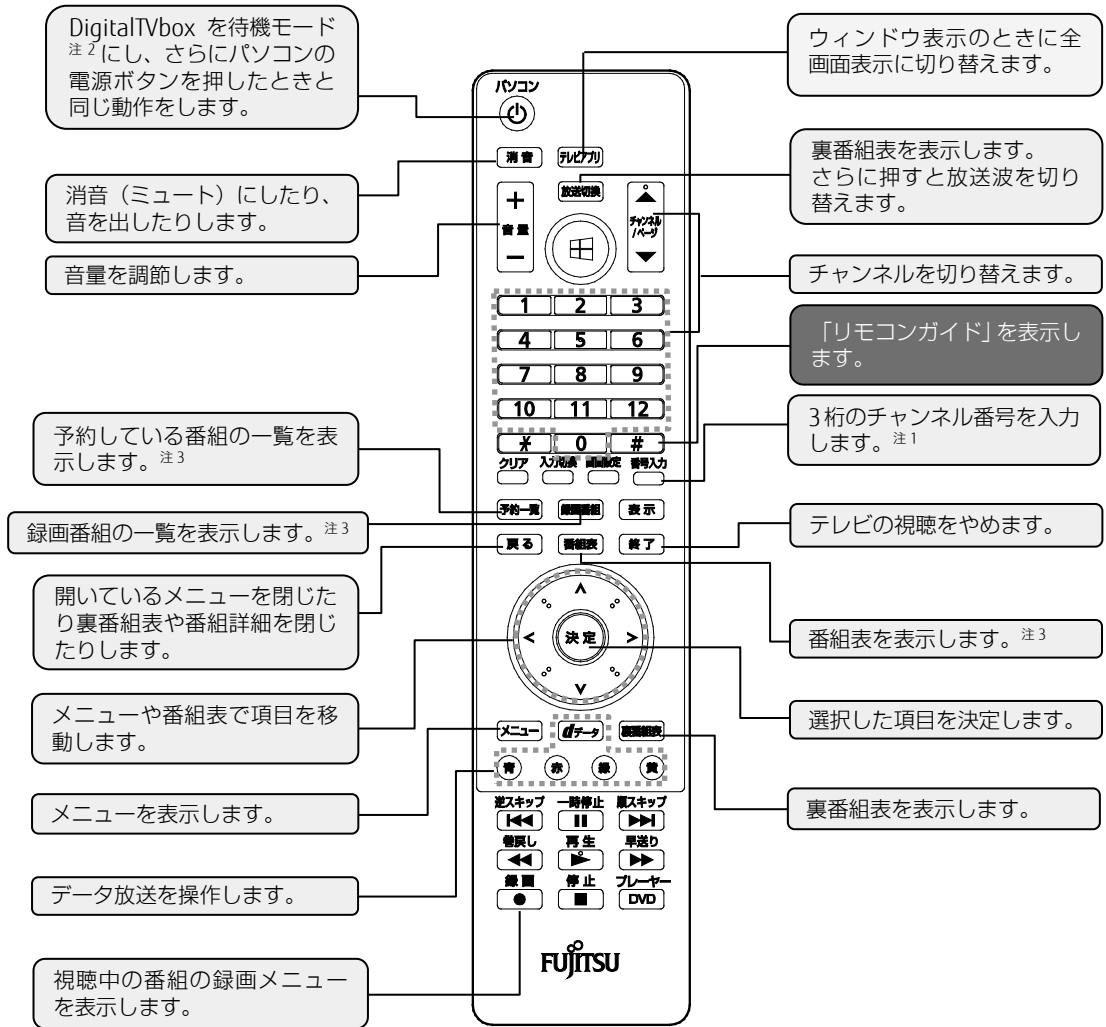 DigitalTVbox を待機モード
注2 にし、さらにパソコンの
電源ボタンを押したときと
同じ動作をします。
消音（ミュート）にしたり、
音を出したりします。
音量を調節します。
予約している番組の一覧を表
示します。注3
録画番組の一覧を表示します。注3
開いているメニューを閉じた
り裏番組表や番組詳細を閉じ
たりします。
メニューや番組表で項目を移
動します。
メニューを表示します。
データ放送を操作します。
視聴中の番組の録画メニュー
を表示します。
パソコン
消音 テレビアプリ
放送切換
+
音量
−
チャンネル
/ページ
1 2 3
4 5 6
7 8 9
10 11 12
* 0 #
クリア 入力切換 画面設定 番号入力
予約一覧 録画番組 表示
戻る 番組表 終了
決定
メニュー dデータ 裏番組表
青 赤 緑 黄
逆スキップ 一時停止 順スキップ
巻戻し 再生 早送り
録画 停止 プレーヤー
DVD
FUJITSU
ウィンドウ表示のときに全
画面表示に切り替えます。
裏番組表を表示します。
さらに押すと放送波を切り
替えます。
チャンネルを切り替えます。
「リモコンガイド」を表示し
ます。
3桁のチャンネル番号を入力
します。注1
テレビの視聴をやめます。
番組表を表示します。注3
選択した項目を決定します。
裏番組表を表示します。